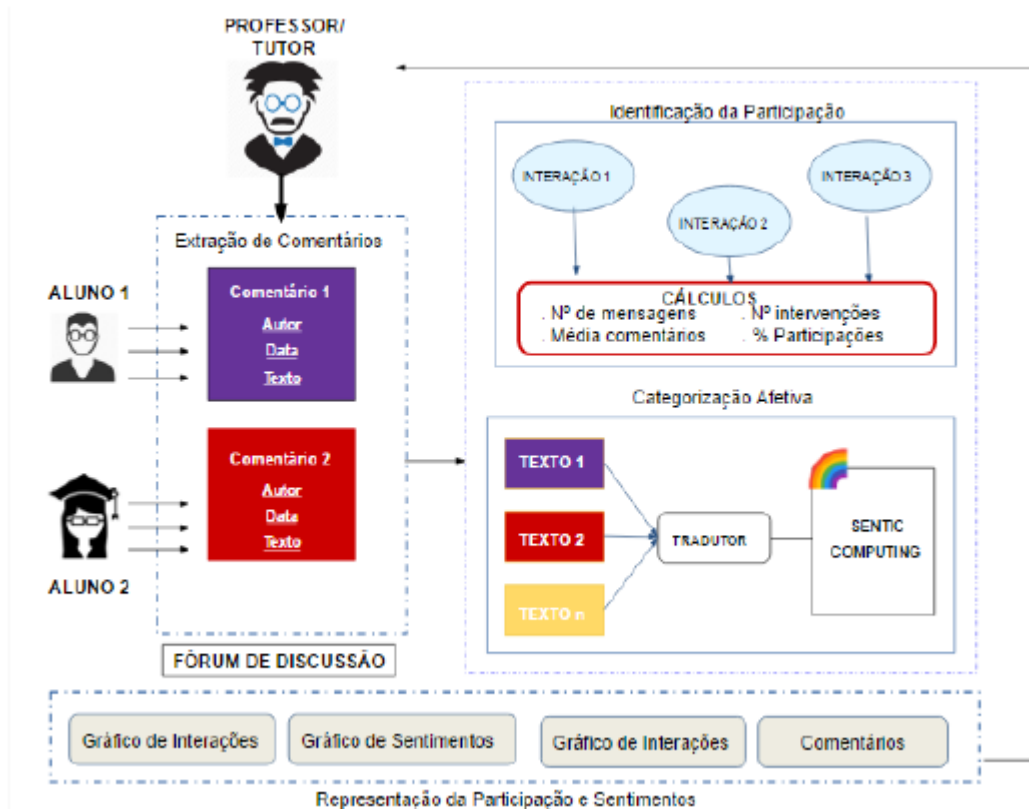 PROFESSOR/
TUTOR
Identificação da Participação
INTERAÇÃO 1
INTERAÇÃO 2
INTERAÇÃO 3
CÁLCULOS
. Nº de mensagens
. Nº intervenções
. Média comentários
. % Participações
Extração de Comentários
ALUNO 1
Comentário 1
Autor
Data
Texto
Comentário 2
Autor
Data
Texto
ALUNO 2
FÓRUM DE DISCUSSÃO
Categorização Afetiva
TEXTO 1
TEXTO 2
TEXTO n
TRADUTOR
SENTIC
COMPUTING
Gráfico de Interações
Gráfico de Sentimentos
Gráfico de Interações
Comentários
Representação da Participação e Sentimentos